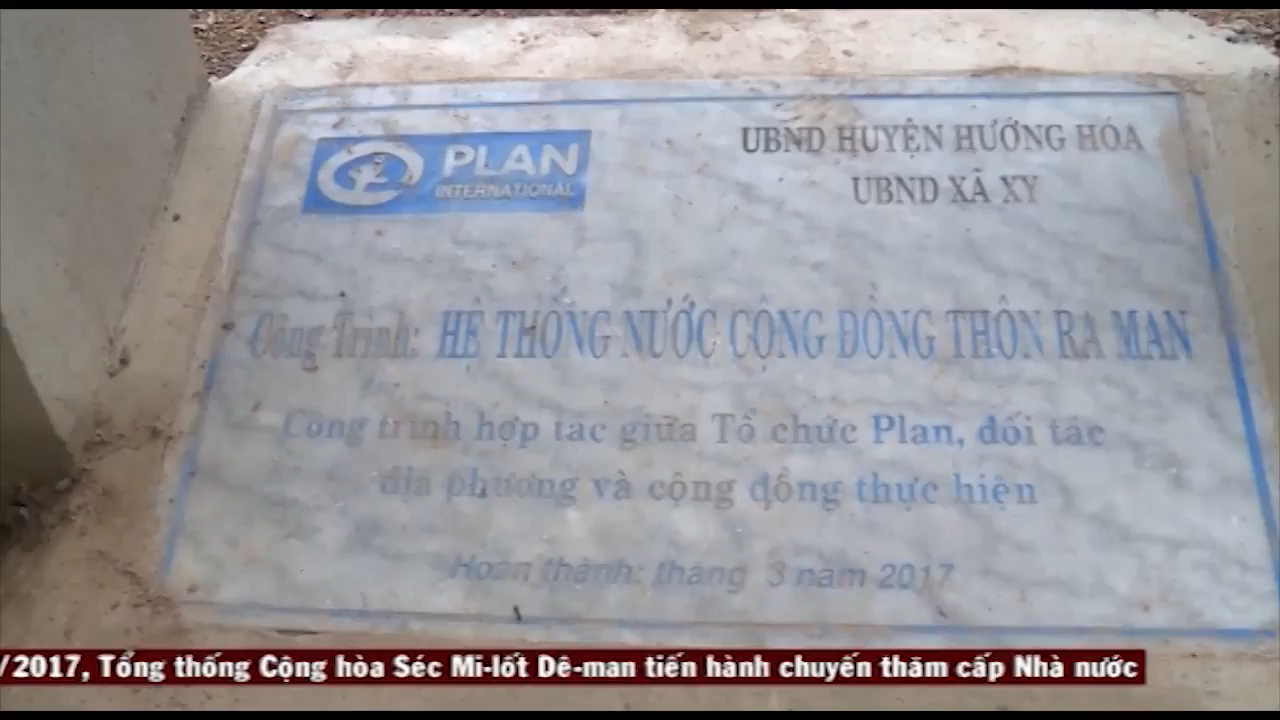 PLAN
INTERNATIONAL
UBND HUYỆN HƯỚNG HÓA
UBND XÃ XY
Công Trình: HỆ THỐNG NƯỚC CỘNG ĐỒNG THÔN RA MAN
Công trình hợp tác giữa Tổ chức Plan, đối tác
địa phương và cộng đồng thực hiện
Hoàn thành: tháng 3 năm 2017
/2017, Tổng thống Cộng hòa Séc Mi-lốt Dê-man tiến hành chuyến thăm cấp Nhà nước